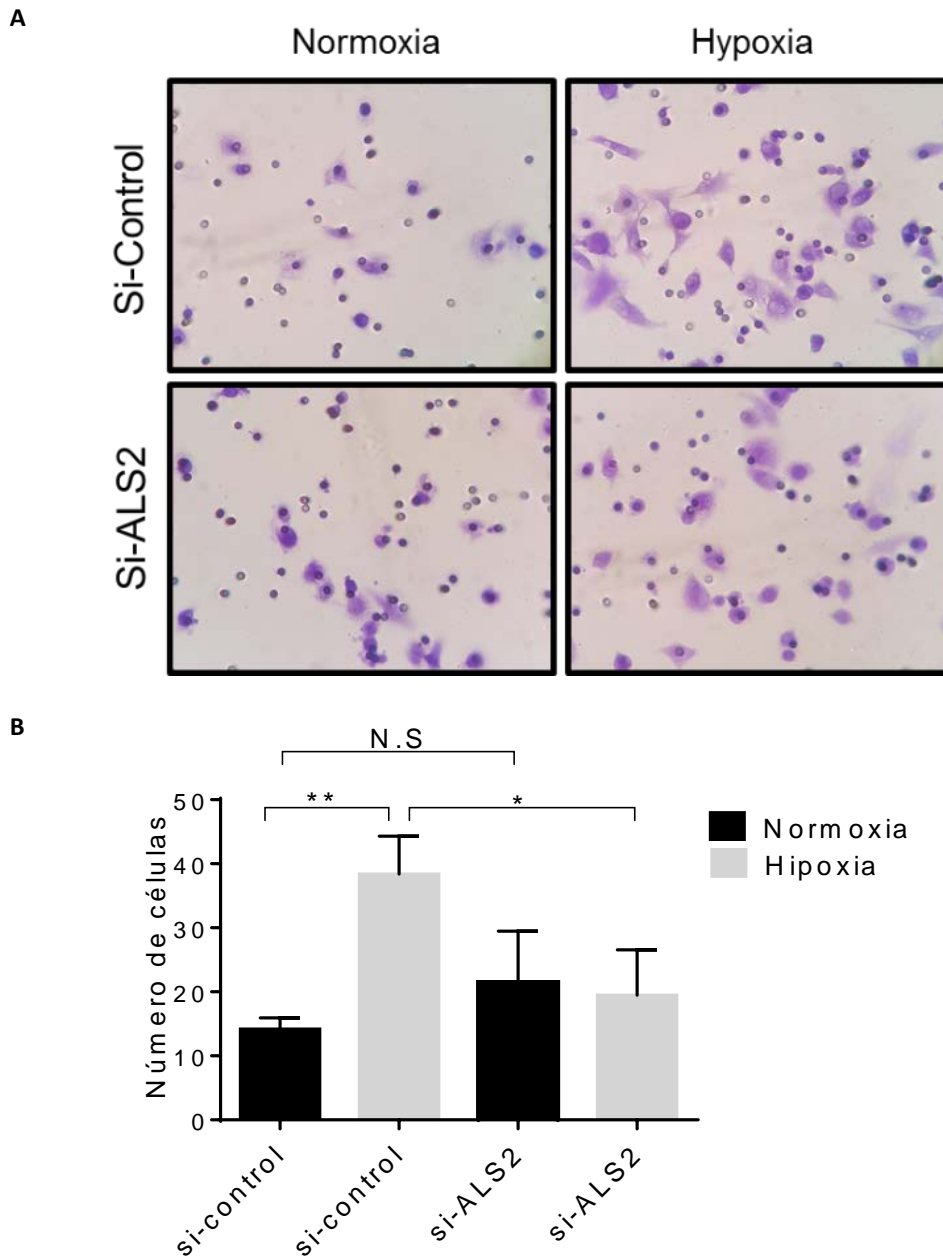 A
Normoxia
Hypoxia
Si-Control
Si-ALS2
B
N.S
**
*
50
40
30
20
10
0
Número de células
Normoxia
Hipoxia
si-control
si-control
si-ALS2
si-ALS2